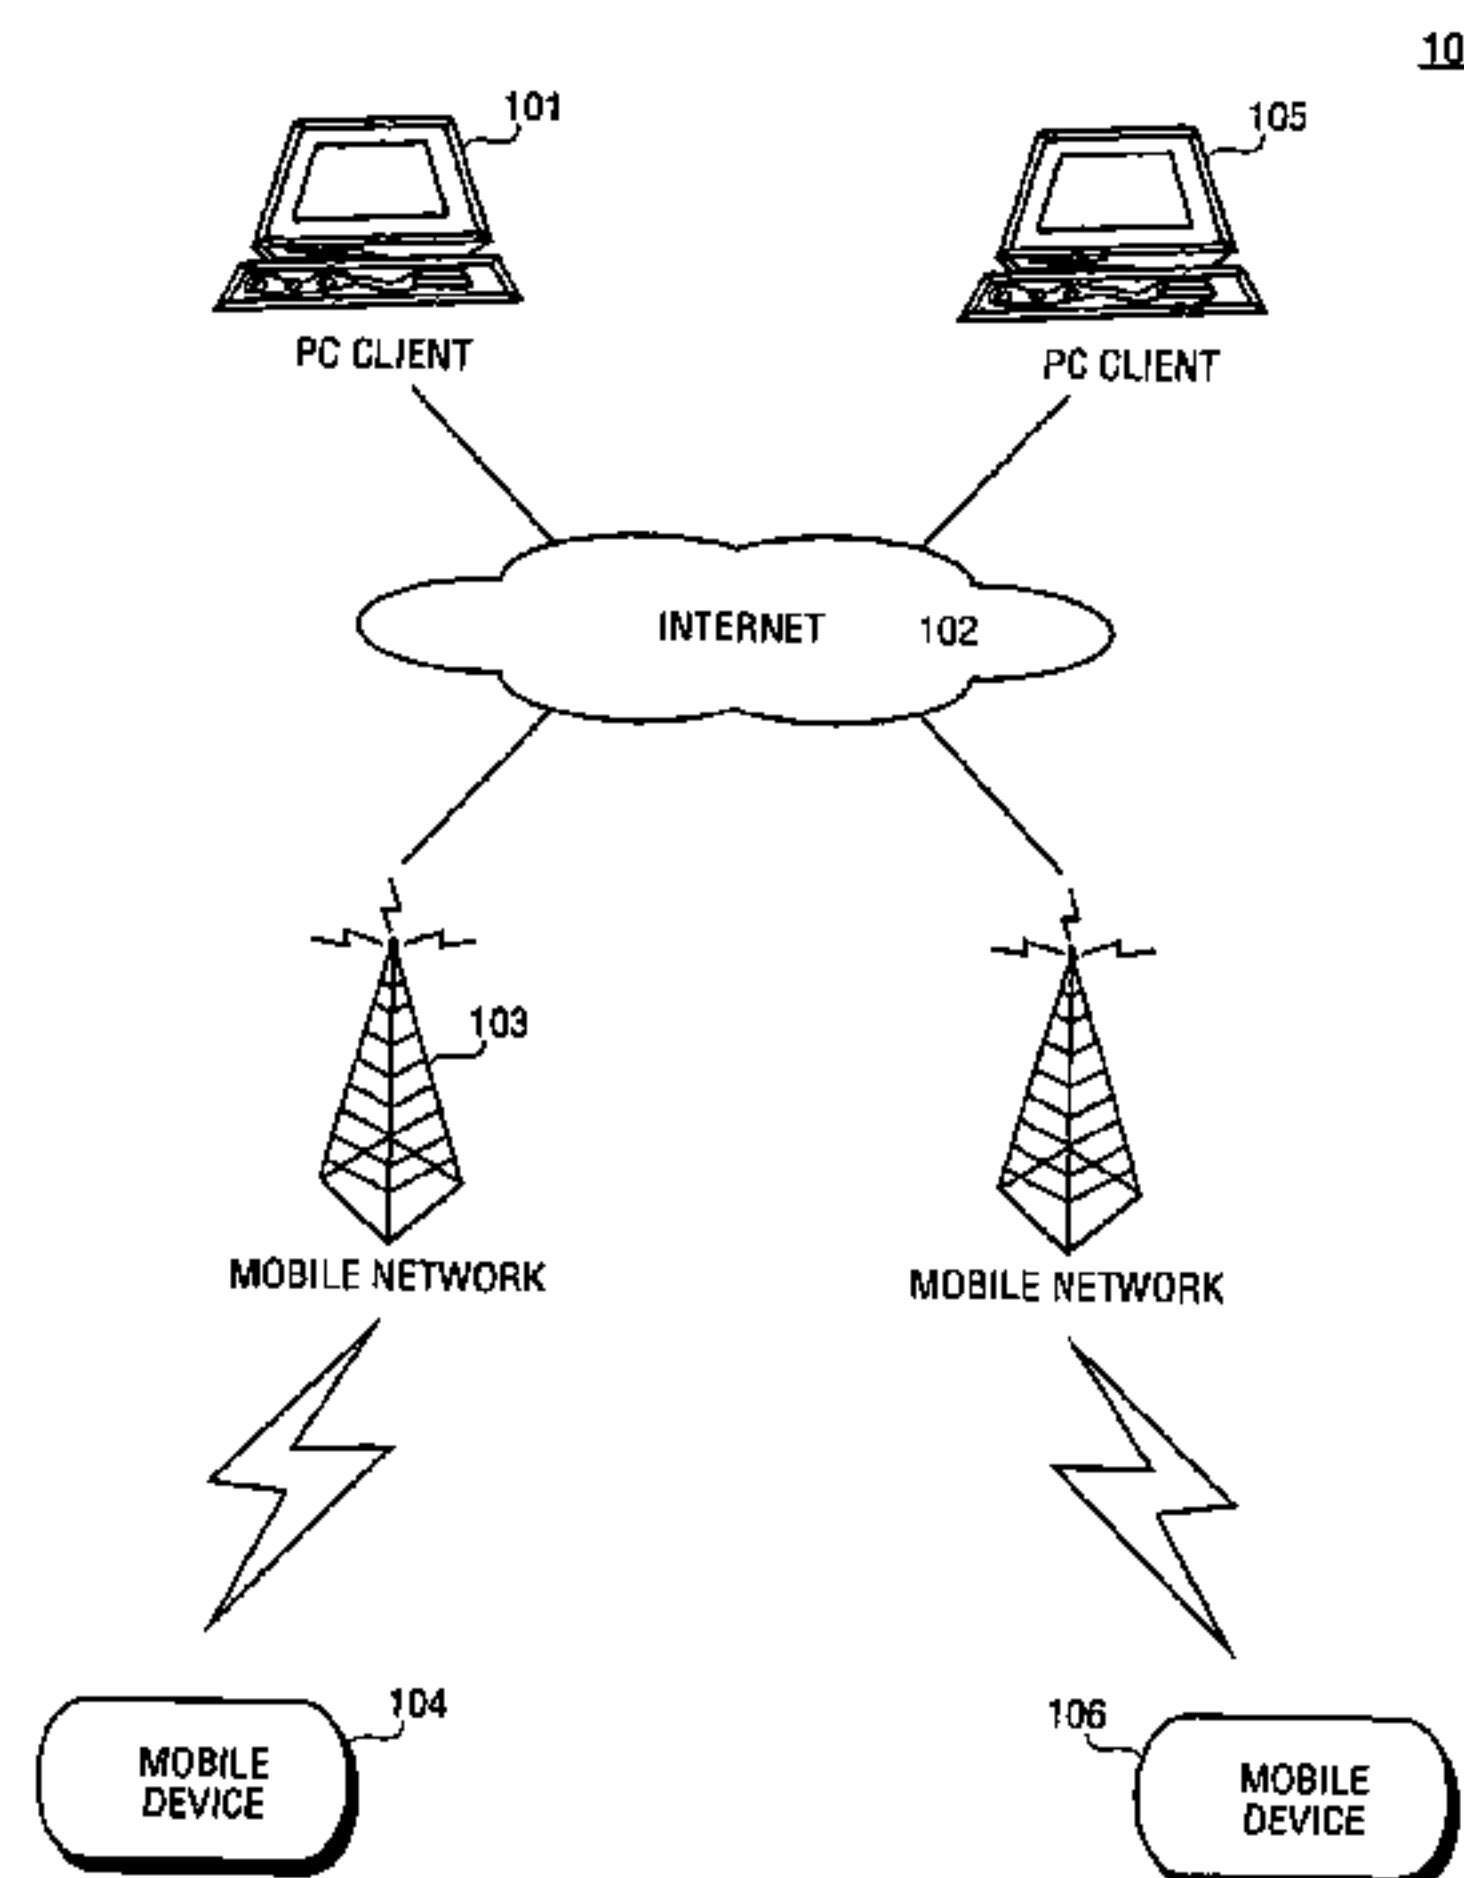 10
101
105
PC CLIENT
PC CLIENT
INTERNET 102
103
MOBILE NETWORK
MOBILE NETWORK
104
106
MOBILE
DEVICE
MOBILE
DEVICE